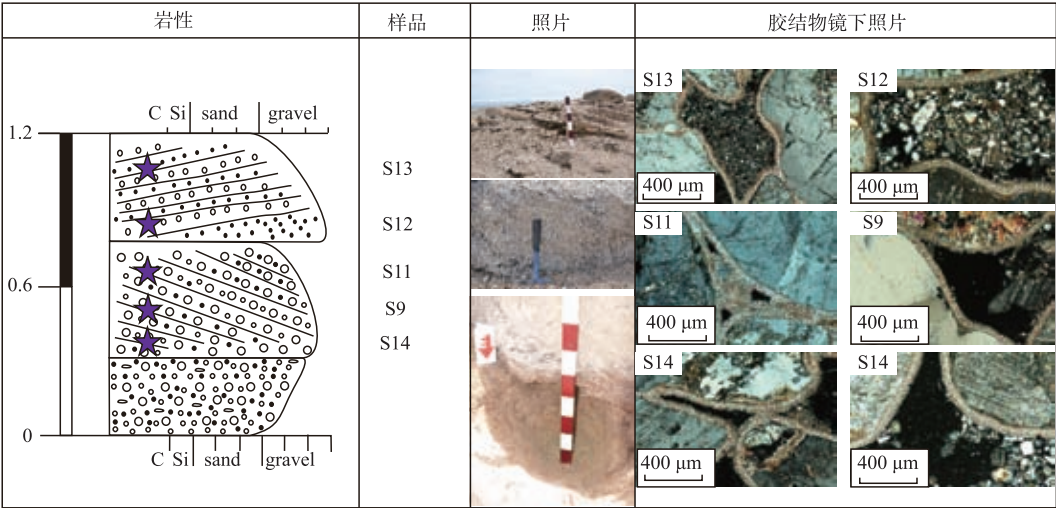 岩性
样品
照片
胶结物镜下照片
C Si sand gravel
1.2
0.6
0
C Si sand gravel
S13
S12
S11
S9
S14
S13
400 μm
S12
400 μm
S11
400 μm
S9
400 μm
S14
400 μm
S14
400 μm